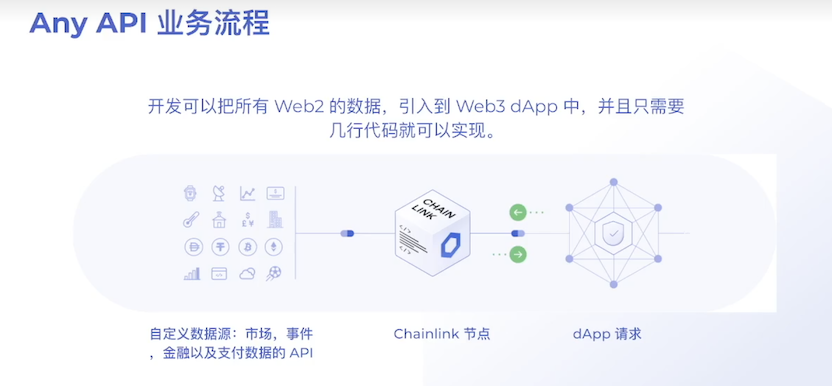 Any API 业务流程
开发可以把所有 Web2 的数据，引入到 Web3 dApp 中，并且只需要
几行代码就可以实现。
CHAIN
LINK
</>
</>
自定义数据源：市场，事件
，金融以及支付数据的 API
Chainlink 节点
dApp 请求